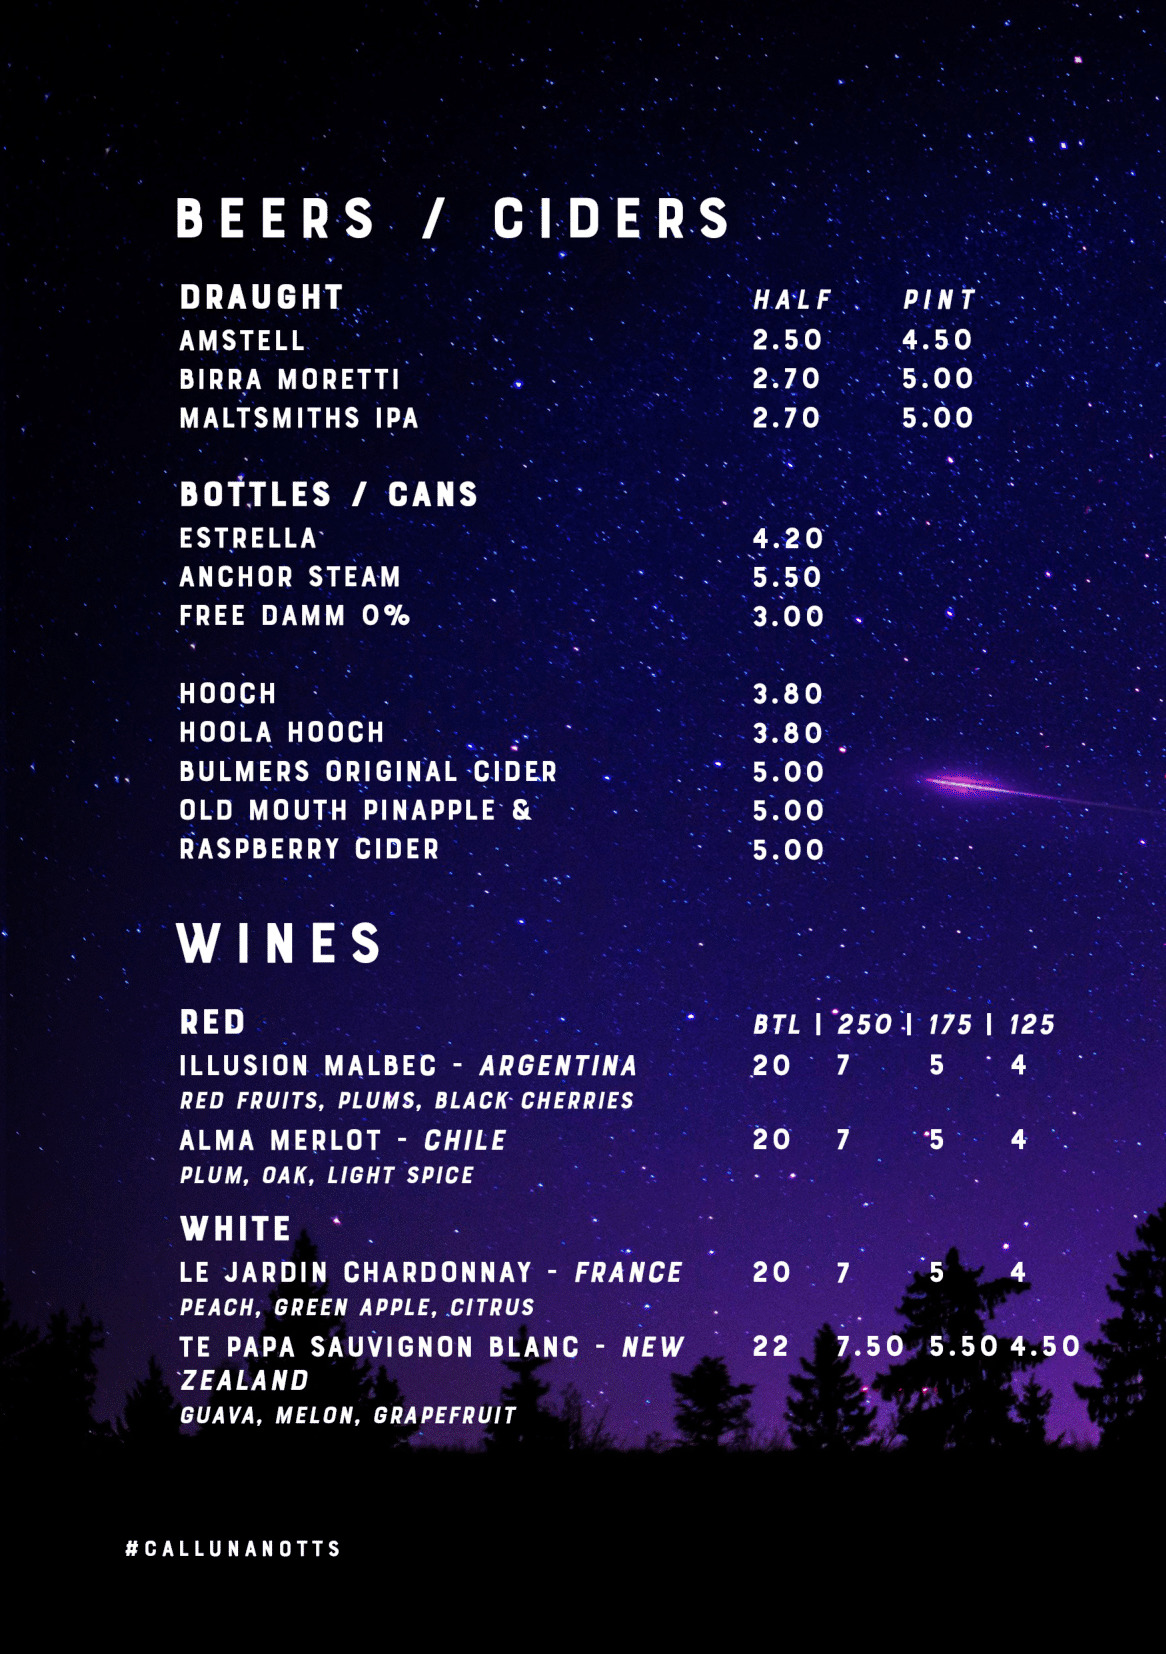 BEERS / CIDERS
DRAUGHT HALF PINT
AMSTELL 2.50 4.50
BIRRA MORETTI 2.70 5.00
MALTSMITHS IPA 2.70 5.00
BOTTLES / CANS
ESTRELLA 4.20
ANCHOR STEAM 5.50
FREE DAMM 0% 3.00
HOOCH 3.80
HOOLA HOOCH 3.80
BULMERS ORIGINAL CIDER 5.00
OLD MOUTH PINAPPLE & 5.00
RASPBERRY CIDER 5.00
WINES
RED BTL | 250 | 175 | 125
ILLUSION MALBEC - ARGENTINA 20 7 5 4
RED FRUITS, PLUMS, BLACK CHERRIES
ALMA MERLOT - CHILE 20 7 5 4
PLUM, OAK, LIGHT SPICE
WHITE
LE JARDIN CHARDONNAY - FRANCE 20 7 5 4
PEACH, GREEN APPLE, CITRUS
TE PAPA SAUVIGNON BLANC - NEW 22 7.50 5.50 4.50
ZEALAND
GUAVA, MELON, GRAPEFRUIT
#CALLUNANOTTS